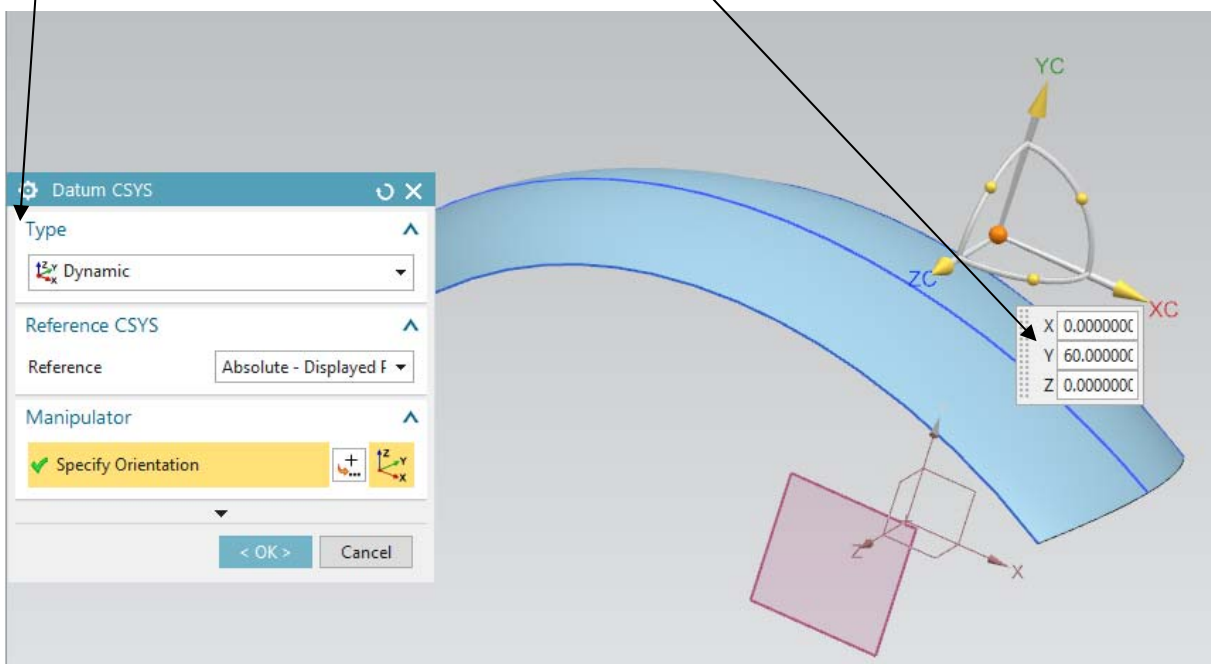 YC
Datum CSYS
Type
Dynamic
Reference CSYS
Reference Absolute - Displayed F
Manipulator
Specify Orientation
< OK > Cancel
ZC
XC
X 0.0000000
Y 60.000000
Z 0.0000000
Z
X